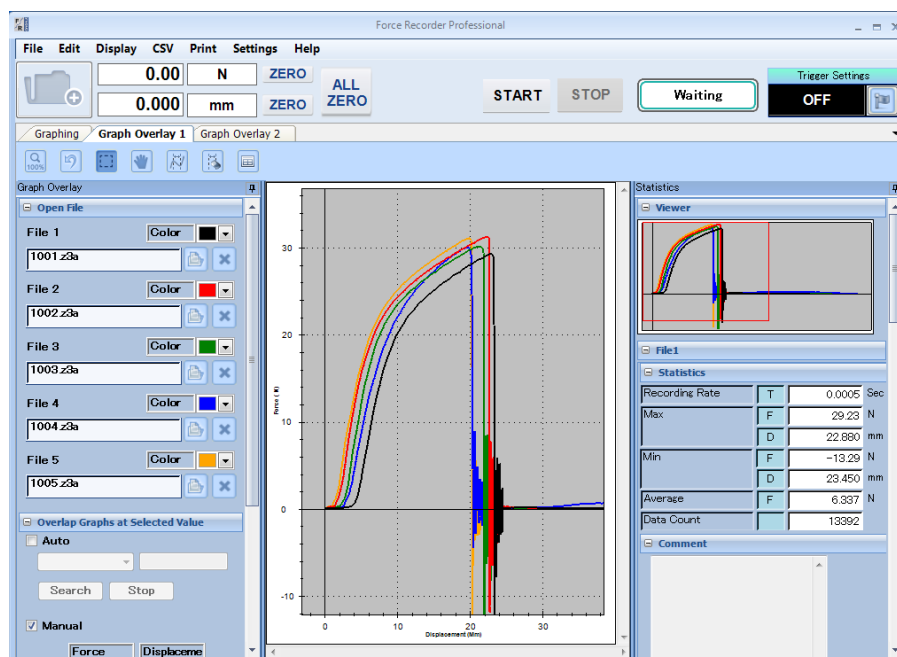 Force Recorder Professional
File Edit Display CSV Print Settings Help
0.00 N ZERO
0.000 mm ZERO
ALL ZERO
START STOP Waiting
Trigger Settings
OFF
Graphing Graph Overlay 1 Graph Overlay 2
100%
Graph Overlay
Open File
File 1 Color
1001.z3a
File 2 Color
1002.z3a
File 3 Color
1003.z3a
File 4 Color
1004.z3a
File 5 Color
1005.z3a
Overlap Graphs at Selected Value
Auto
Search Stop
Manual
Force Displaceme
30
20
10
0
-10
Force ( N)
0 10 20 30
Displacement (Mm)
Statistics
Viewer
File1
Statistics
Recording Rate T 0.0005 Sec
Max F 29.23 N
D 22.880 mm
Min F -13.29 N
D 23.450 mm
Average F 6.337 N
Data Count 13392
Comment